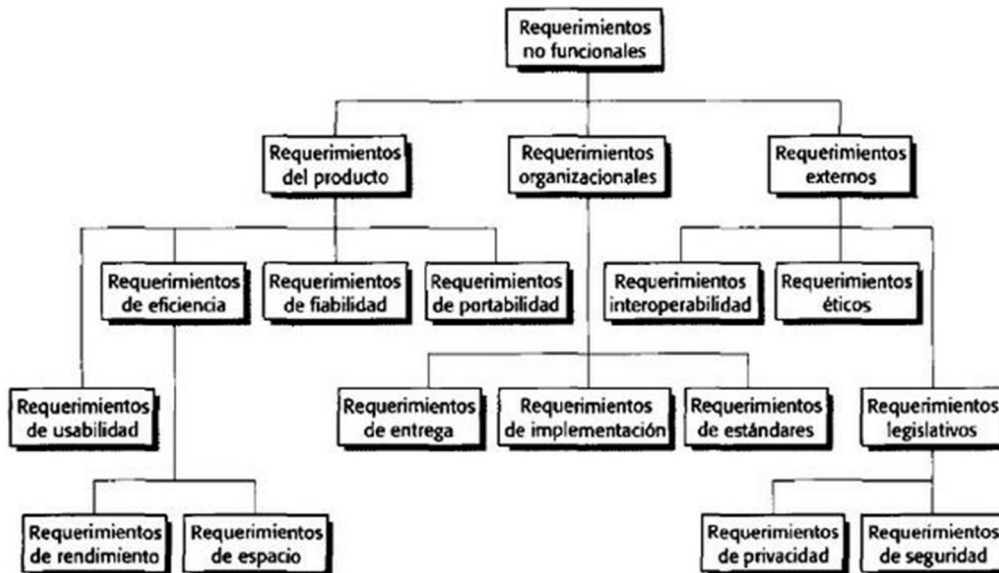 Requerimientos
no funcionales
Requerimientos
del producto
Requerimientos
organizacionales
Requerimientos
externos
Requerimientos
de eficiencia
Requerimientos
de fiabilidad
Requerimientos
de portabilidad
Requerimientos
interoperabilidad
Requerimientos
éticos
Requerimientos
de usabilidad
Requerimientos
de entrega
Requerimientos
de implementación
Requerimientos
de estándares
Requerimientos
legislativos
Requerimientos
de rendimiento
Requerimientos
de espacio
Requerimientos
de privacidad
Requerimientos
de seguridad